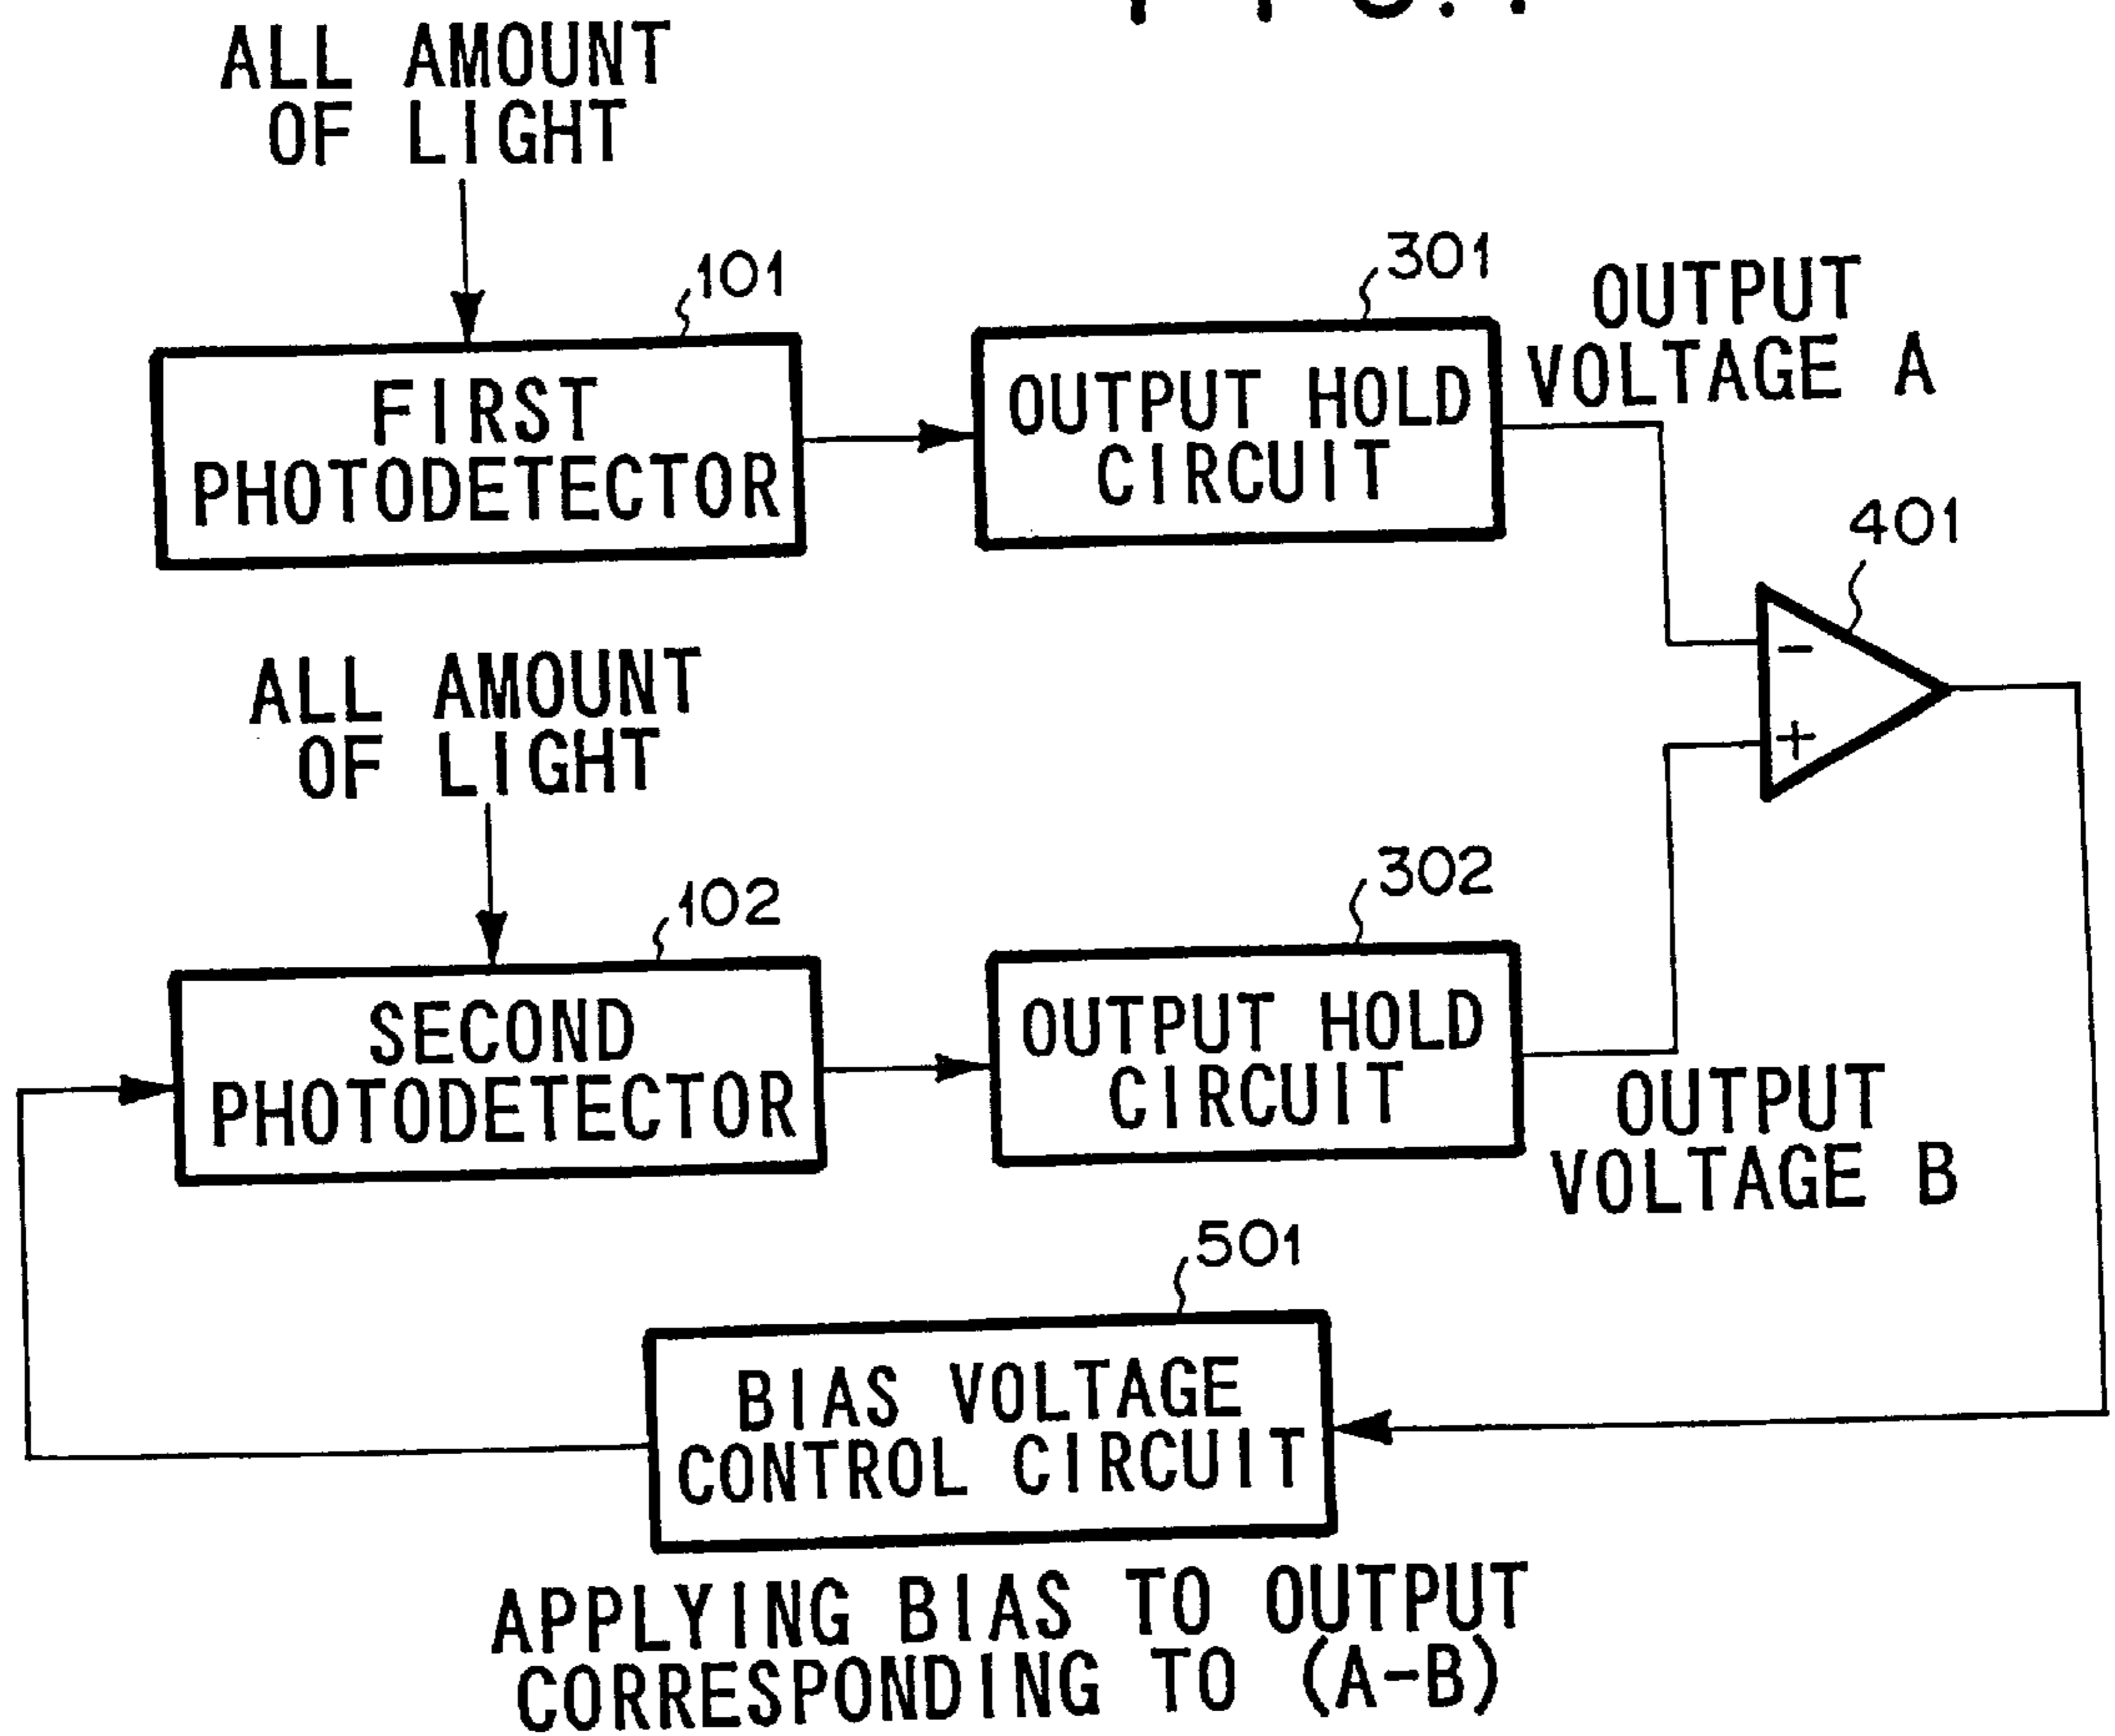 ALL AMOUNT
OF LIGHT
101
301
OUTPUT
VOLTAGE A
FIRST
PHOTODETECTOR
OUTPUT HOLD
CIRCUIT
401
-
+
ALL AMOUNT
OF LIGHT
102
302
SECOND
PHOTODETECTOR
OUTPUT HOLD
CIRCUIT
OUTPUT
VOLTAGE B
501
BIAS VOLTAGE
CONTROL CIRCUIT
APPLYING BIAS TO OUTPUT
CORRESPONDING TO (A-B)